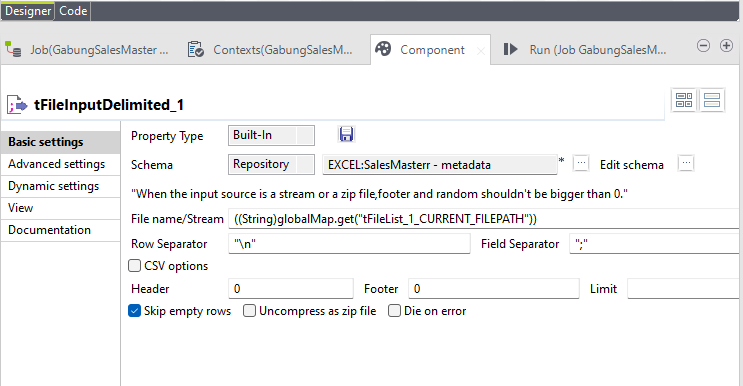 Designer Code
Job(GabungSalesMaster ... Contexts(GabungSalesM... Component Run (Job GabungSalesM...
tFileInputDelimited_1
Basic settings
Advanced settings
Dynamic settings
View
Documentation
Property Type Built-In
Schema Repository EXCEL:SalesMasterr - metadata * ... Edit schema ...
"When the input source is a stream or a zip file,footer and random shouldn't be bigger than 0."
File name/Stream ((String)globalMap.get("tFileList_1_CURRENT_FILEPATH"))
Row Separator "\n" Field Separator ";"
CSV options
Header 0 Footer 0 Limit
Skip empty rows Uncompress as zip file Die on error